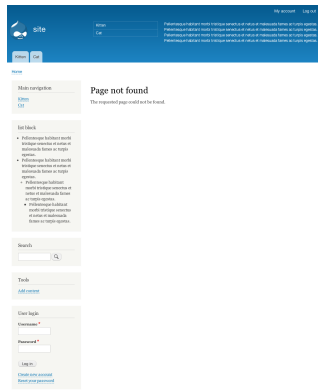 My account Log out
site
Kitten
Cat
Pellentesque habitant morbi tristique senectus et netus et malesuada fames ac turpis egestas.
Pellentesque habitant morbi tristique senectus et netus et malesuada fames ac turpis egestas.
Pellentesque habitant morbi tristique senectus et netus et malesuada fames ac turpis egestas.
Pellentesque habitant morbi tristique senectus et netus et malesuada fames ac turpis egestas.
Kitten Cat
Home
Main navigation
Kitten
Cat
Page not found
The requested page could not be found.
list block
Pellentesque habitant morbi
tristique senectus et netus et
malesuada fames ac turpis
egestas.
Pellentesque habitant morbi
tristique senectus et netus et
malesuada fames ac turpis
egestas.
Pellentesque habitant
morbi tristique senectus et
netus et malesuada fames
ac turpis egestas.
Pellentesque habitant
morbi tristique senectus
et netus et malesuada
fames ac turpis egestas.
Search
Tools
Add content
User login
Username *
Password *
Log in
Create new account
Reset your password